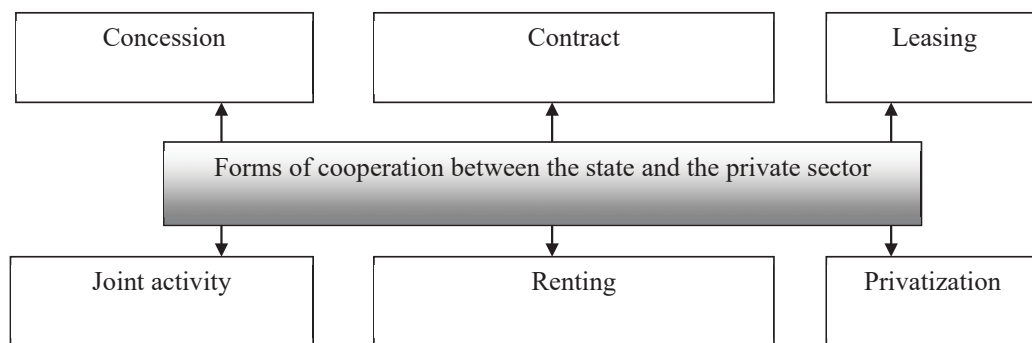 Concession
Contract
Leasing
Forms of cooperation between the state and the private sector
Joint activity
Renting
Privatization